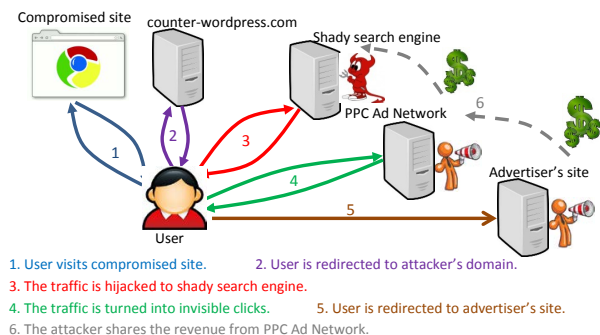 Compromised site
counter-wordpress.com
Shady search engine
6
PPC Ad Network
1
2
3
4
Advertiser's site
5
User
1. User visits compromised site.
2. User is redirected to attacker's domain.
3. The traffic is hijacked to shady search engine.
4. The traffic is turned into invisible clicks.
5. User is redirected to advertiser's site.
6. The attacker shares the revenue from PPC Ad Network.